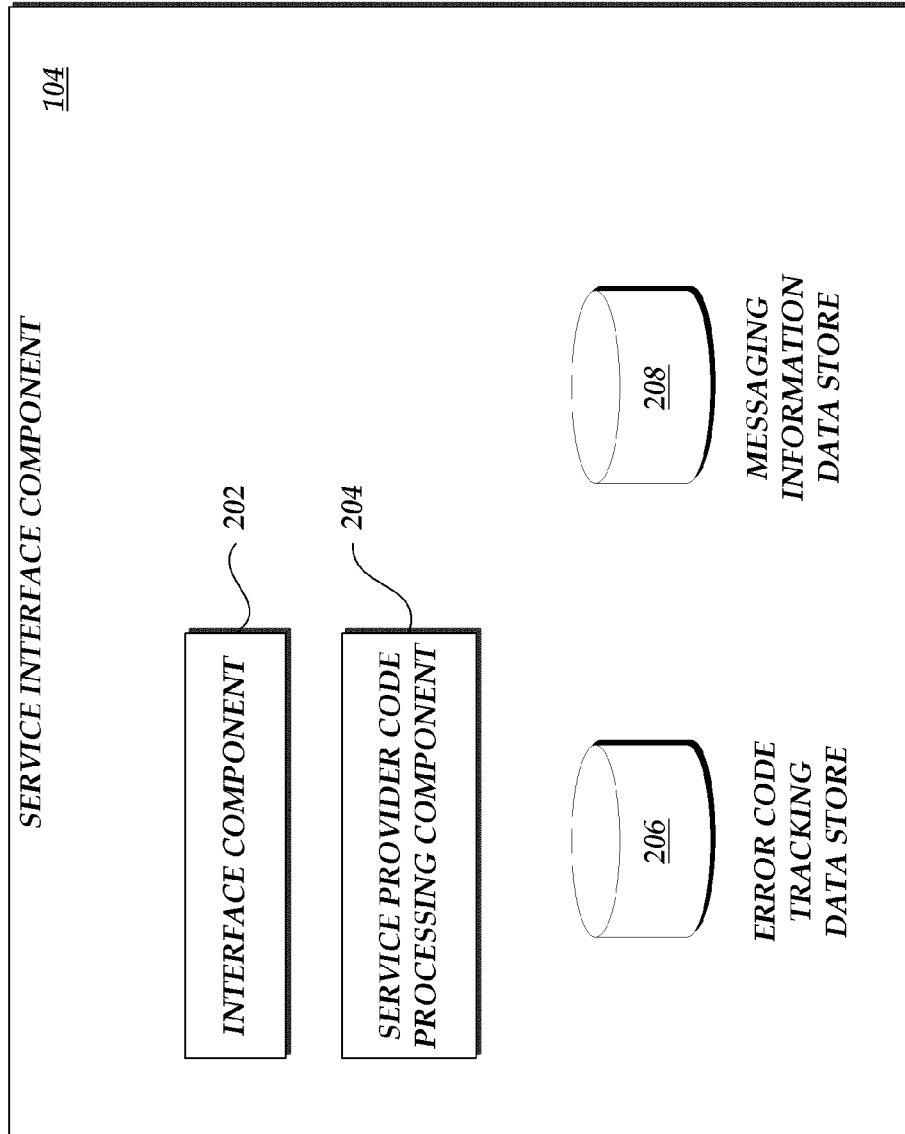 SERVICE INTERFACE COMPONENT
104
INTERFACE COMPONENT
202
SERVICE PROVIDER CODE
PROCESSING COMPONENT
204
206
ERROR CODE
TRACKING
DATA STORE
208
MESSAGING
INFORMATION
DATA STORE